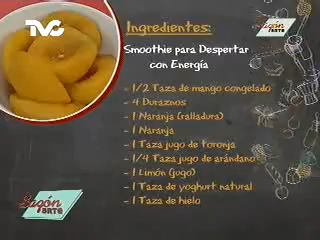 TVC
Sazón
ARTE
Ingredientes:
Smoothie para Despertar
con Energía
- 1/2 Taza de mango congelado
- 4 Duraznos
- 1 Naranja (ralladura)
- 1 Naranja
- 1 Taza jugo de toronja
- 1/4 Taza jugo de arándano
- 1 Limón (jugo)
- 1 Taza de yoghurt natural
- 1 Taza de hielo
Sazón
ARTE